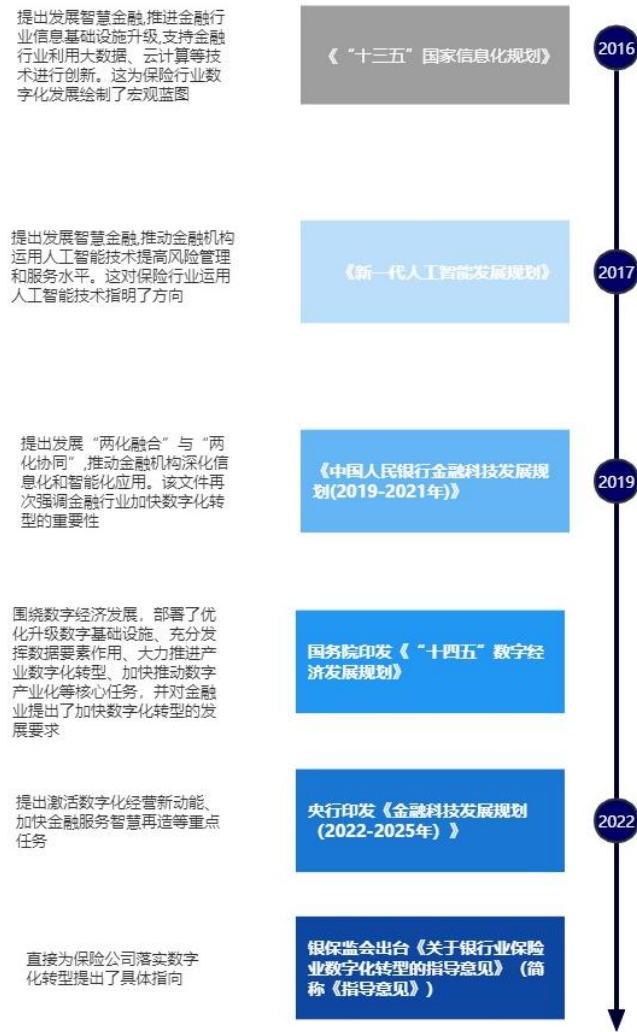 提出发展智慧金融,推进金融行
业信息基础设施升级,支持金融
行业利用大数据、云计算等技
术进行创新。这为保险行业数
字化发展绘制了宏观蓝图
《“十三五”国家信息化规划》
2016
提出发展智慧金融,推动金融机构
运用人工智能技术提高风险管理
和服务水平。这对保险行业运用
人工智能技术指明了方向
《新一代人工智能发展规划》
2017
提出发展“两化融合”与“两
化协同”,推动金融机构深化信
息化和智能化应用。该文件再
次强调金融行业加快数字化转
型的重要性
《中国人民银行金融科技发展规
划(2019-2021年)》
2019
围绕数字经济发展，部署了优
化升级数字基础设施、充分发
挥数据要素作用、大力推进产
业数字化转型、加快推动数字
产业化等核心任务，并对金融
业提出了加快数字化转型的发
展要求
国务院印发《“十四五”数字经
济发展规划》
提出激活数字化经营新动能、
加快金融服务智慧再造等重点
任务
央行印发《金融科技发展规划
（2022-2025年）》
2022
直接为保险公司落实数字
化转型提出了具体指向
银保监会出台《关于银行业保险
业数字化转型的指导意见》（简
称《指导意见》）